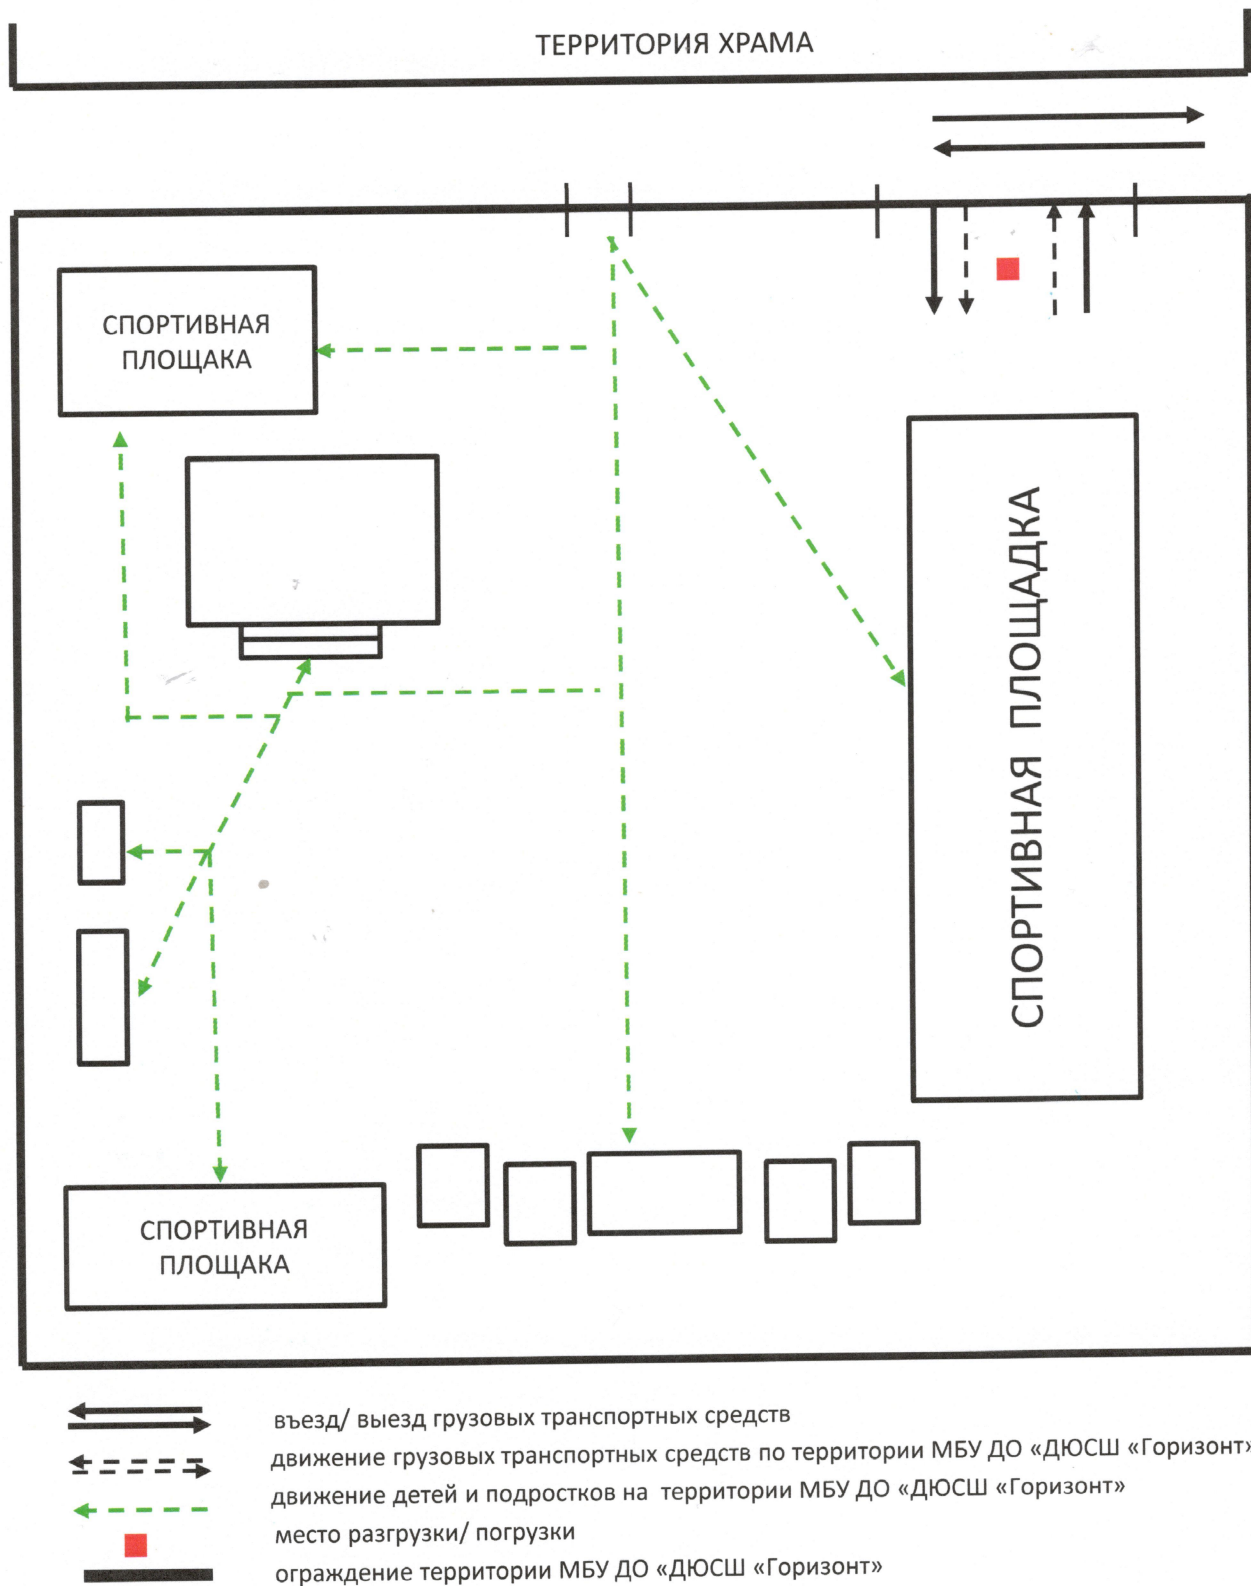 ТЕРРИТОРИЯ ХРАМА
СПОРТИВНАЯ
ПЛОЩАКА
СПОРТИВНАЯ ПЛОЩАДКА
СПОРТИВНАЯ
ПЛОЩАКА
въезд/ выезд грузовых транспортных средств
движение грузовых транспортных средств по территории МБУ ДО «ДЮСШ «Горизонт»
движение детей и подростков на территории МБУ ДО «ДЮСШ «Горизонт»
место разгрузки/ погрузки
ограждение территории МБУ ДО «ДЮСШ «Горизонт»